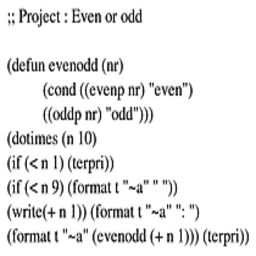 ;; Project : Even or odd
(defun evenodd (nr)
(cond ((evenp nr) "even")
((oddp nr) "odd")))
(dotimes (n 10)
(if (< n 1) (terpri))
(if (< n 9) (format t "~a" " "))
(write(+ n 1)) (format t "~a" ": ")
(format t "~a" (evenodd (+ n 1))) (terpri))